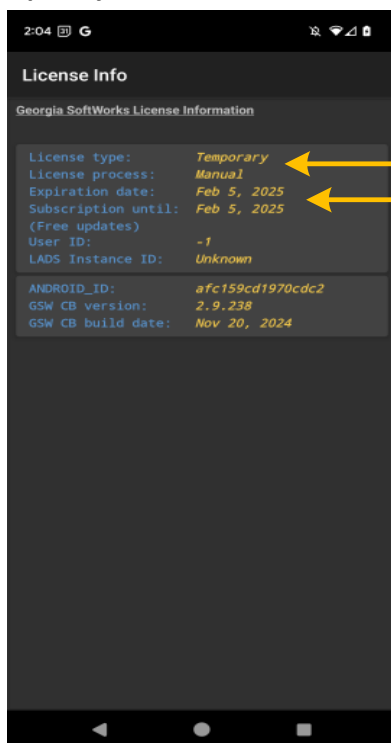 2:04 31 G
License Info
Georgia SoftWorks License Information
License type: Temporary
License process: Manual
Expiration date: Feb 5, 2025
Subscription until: Feb 5, 2025
(Free updates)
User ID: -1
LADS Instance ID: Unknown
ANDROID_ID: afc159cd1970cdc2
GSW CB version: 2.9.238
GSW CB build date: Nov 20, 2024